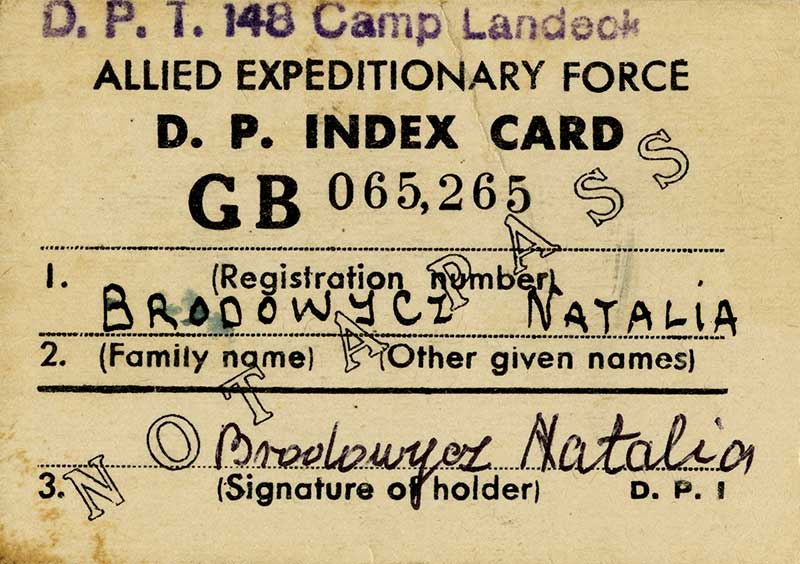 D. P. T. 148 Camp Landeck
ALLIED EXPEDITIONARY FORCE
D. P. INDEX CARD
GB 065,265
1. (Registration number)
BRODOWYCZ NATALIA
2. (Family name) (Other given names)
Brodowycz Natalia
3. (Signature of holder) D. P. 1
NOT A PASS